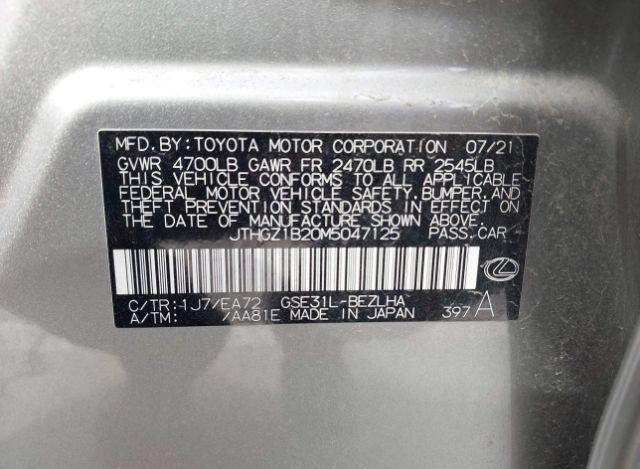 MFD.BY:TOYOTA MOTOR CORPORATION 07/21
GVWR 4700LB GAWR FR 2470LB RR 2545LB
THIS VEHICLE CONFORMS TO ALL APPLICABLE
FEDERAL MOTOR VEHICLE SAFETY, BUMPER, AND
THEFT PREVENTION STANDARDS IN EFFECT ON
THE DATE OF MANUFACTURE SHOWN ABOVE.
JTHGZ1B20M5047125 PASS.CAR
C/TR:1J7/EA72 GSE31L-BEZLHA
A/TM: /AA81E MADE IN JAPAN 397 A